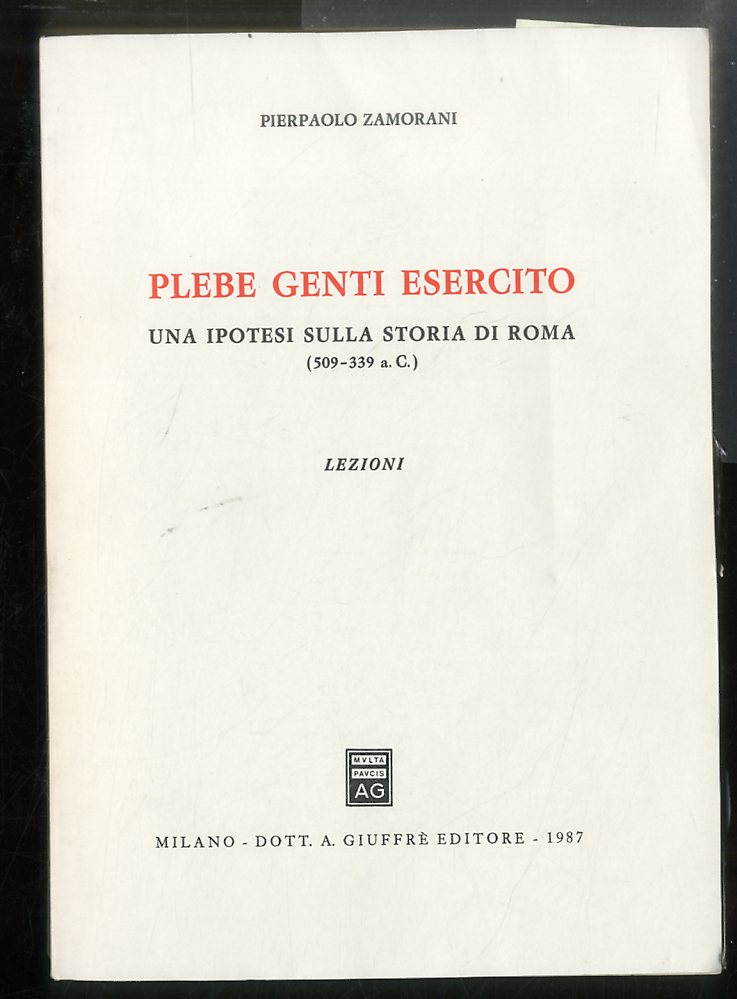 PIERPAOLO ZAMORANI
PLEBE GENTI ESERCITO
UNA IPOTESI SULLA STORIA DI ROMA
(509-339 a. C.)
LEZIONI
MVLTA
PAVCIS
AG
MILANO - DOTT. A. GIUFFRÈ EDITORE - 1987